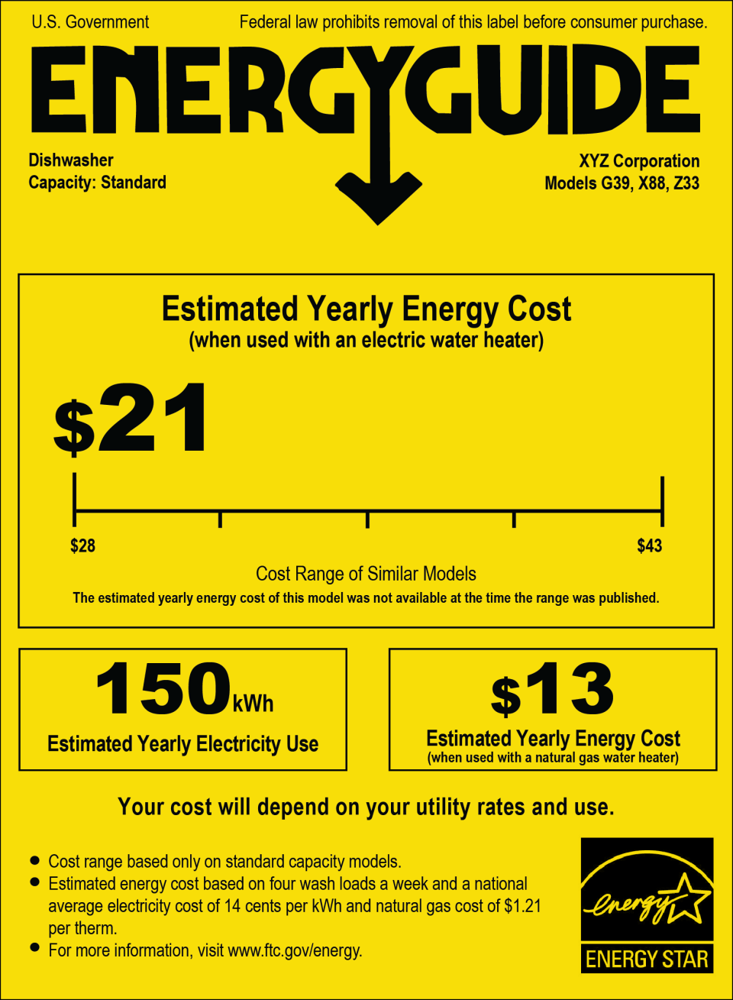 U.S. Government
Federal law prohibits removal of this label before consumer purchase.
ENERGYGUIDE
Dishwasher
Capacity: Standard
XYZ Corporation
Models G39, X88, Z33
Estimated Yearly Energy Cost
(when used with an electric water heater)
$21
$28
$43
Cost Range of Similar Models
The estimated yearly energy cost of this model was not available at the time the range was published.
150kWh
Estimated Yearly Electricity Use
$13
Estimated Yearly Energy Cost
(when used with a natural gas water heater)
Your cost will depend on your utility rates and use.
● Cost range based only on standard capacity models.
● Estimated energy cost based on four wash loads a week and a national
average electricity cost of 14 cents per kWh and natural gas cost of $1.21
per therm.
● For more information, visit www.ftc.gov/energy.
energy
ENERGY STAR